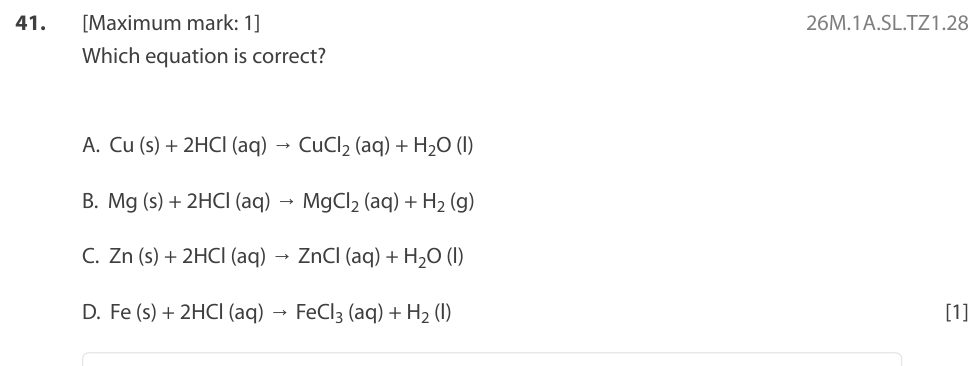 41. [Maximum mark: 1] 26M.1A.SL.TZ1.28
Which equation is correct?
A. Cu (s) + 2HCl (aq) → CuCl₂ (aq) + H₂O (l)
B. Mg (s) + 2HCl (aq) → MgCl₂ (aq) + H₂ (g)
C. Zn (s) + 2HCl (aq) → ZnCl (aq) + H₂O (l)
D. Fe (s) + 2HCl (aq) → FeCl₃ (aq) + H₂ (l) [1]